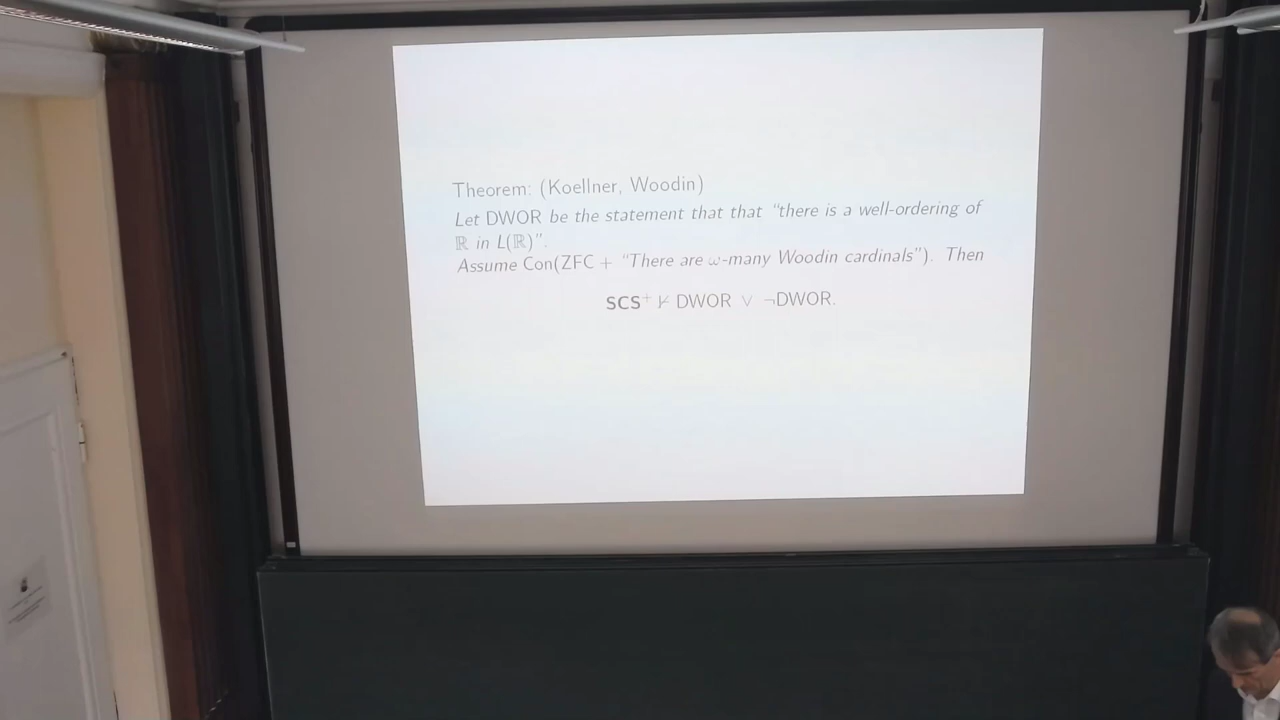 Theorem: (Koellner, Woodin)
Let DWOR be the statement that that “there is a well-ordering of
ℝ in L(ℝ)”.
Assume Con(ZFC + “There are ω-many Woodin cardinals”). Then
SCS⁺ ⊬ DWOR ∨ ¬DWOR.